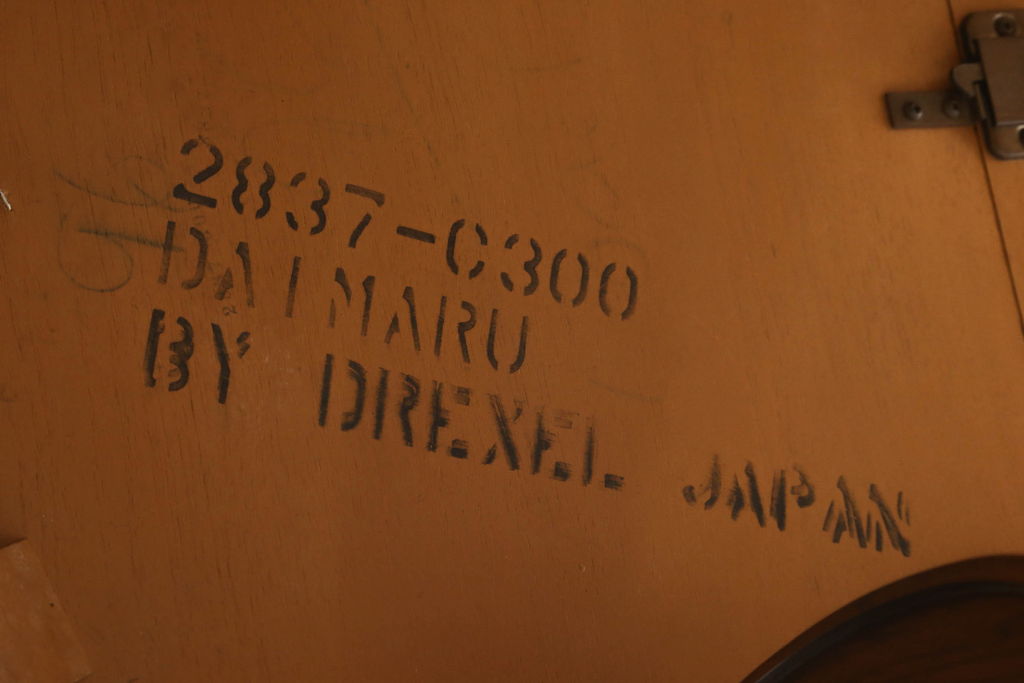 2837-C300
DAIMARU
BY DREXEL JAPAN